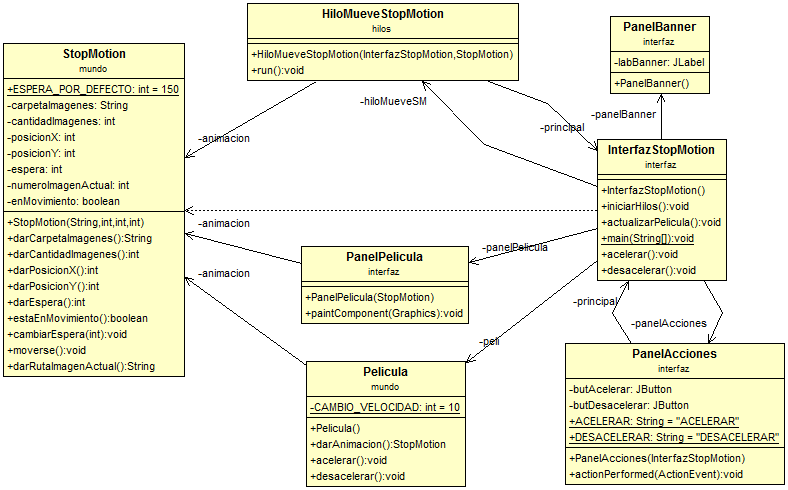 HiloMueveStopMotion
hilos
+HiloMueveStopMotion(InterfazStopMotion,StopMotion)
+run():void
PanelBanner
interfaz
-labBanner: JLabel
+PanelBanner()
StopMotion
mundo
+ESPERA_POR_DEFECTO: int = 150
-carpetaImagenes: String
-cantidadImagenes: int
-posicionX: int
-posicionY: int
-espera: int
-numeroImagenActual: int
-enMovimiento: boolean
+StopMotion(String,int,int,int)
+darCarpetaImagenes():String
+darCantidadImagenes():int
+darPosicionX():int
+darPosicionY():int
+darEspera():int
+estaEnMovimiento():boolean
+cambiarEspera(int):void
+moverse():void
+darRutaImagenActual():String
-hiloMueveSM
-animacion
-principal
-panelBanner
InterfazStopMotion
interfaz
+InterfazStopMotion()
+iniciarHilos():void
+actualizarPelicula():void
+main(String[]):void
+acelerar():void
+desacelerar():void
-animacion
-panelPelicula
PanelPelicula
interfaz
+PanelPelicula(StopMotion)
+paintComponent(Graphics):void
-animacion
-principal
-panelAcciones
-peli
Pelicula
mundo
-CAMBIO_VELOCIDAD: int = 10
+Pelicula()
+darAnimacion():StopMotion
+acelerar():void
+desacelerar():void
PanelAcciones
interfaz
-butAcelerar: JButton
-butDesacelerar: JButton
+ACELERAR: String = "ACELERAR"
+DESACELERAR: String = "DESACELERAR"
+PanelAcciones(InterfazStopMotion)
+actionPerformed(ActionEvent):void